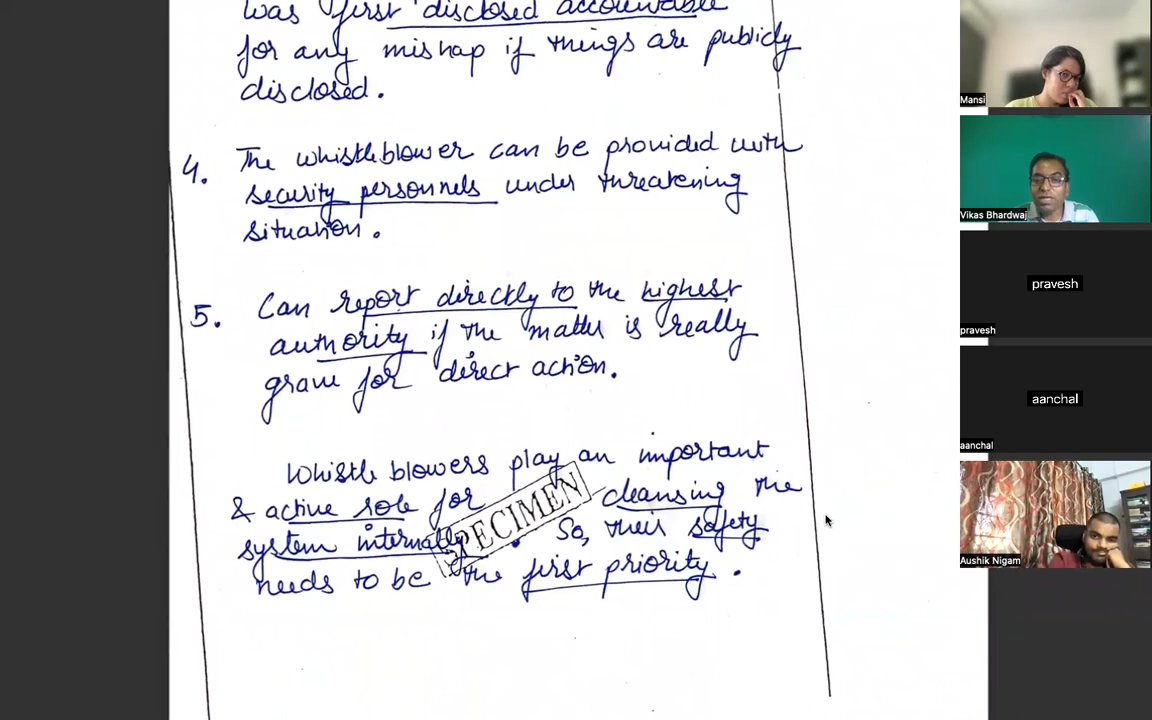 was first disclosed accountable
for any mishap if things are publicly
disclosed.
4. The whistleblower can be provided with
security personnels under threatening
situation.
5. Can report directly to the highest
authority if the matter is really
grave for direct action.
Whistle blowers play an important
& active role for cleansing the
system internally. So, their safety
needs to be the first priority.
SPECIMEN
Mansi
Vikas Bhardwaj
pravesh
pravesh
aanchal
aanchal
Aushik Nigam